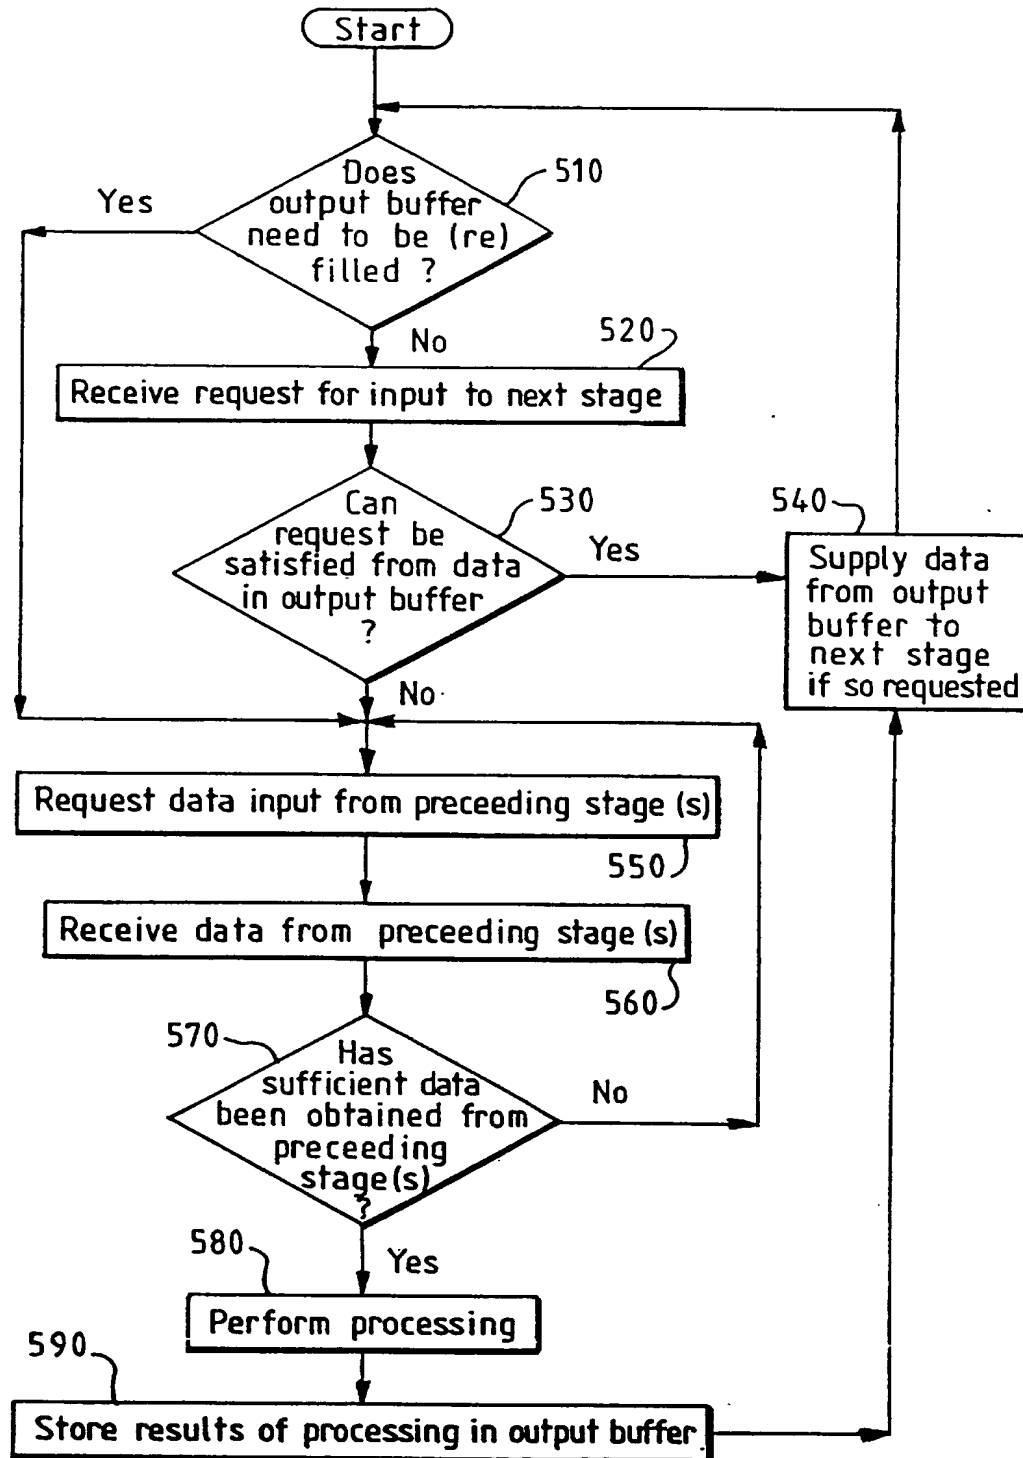 Start
Does
output buffer
need to be (re)
filled ?
510
Yes
No
520
Receive request for input to next stage
Can
request be
satisfied from data
in output buffer
?
530
Yes
540
Supply data
from output
buffer to
next stage
if so requested
No
Request data input from preceeding stage (s)
550
Receive data from preceeding stage (s)
560
570
Has
sufficient data
been obtained from
preceeding
stage(s)
?
No
Yes
580
Perform processing
590
Store results of processing in output buffer